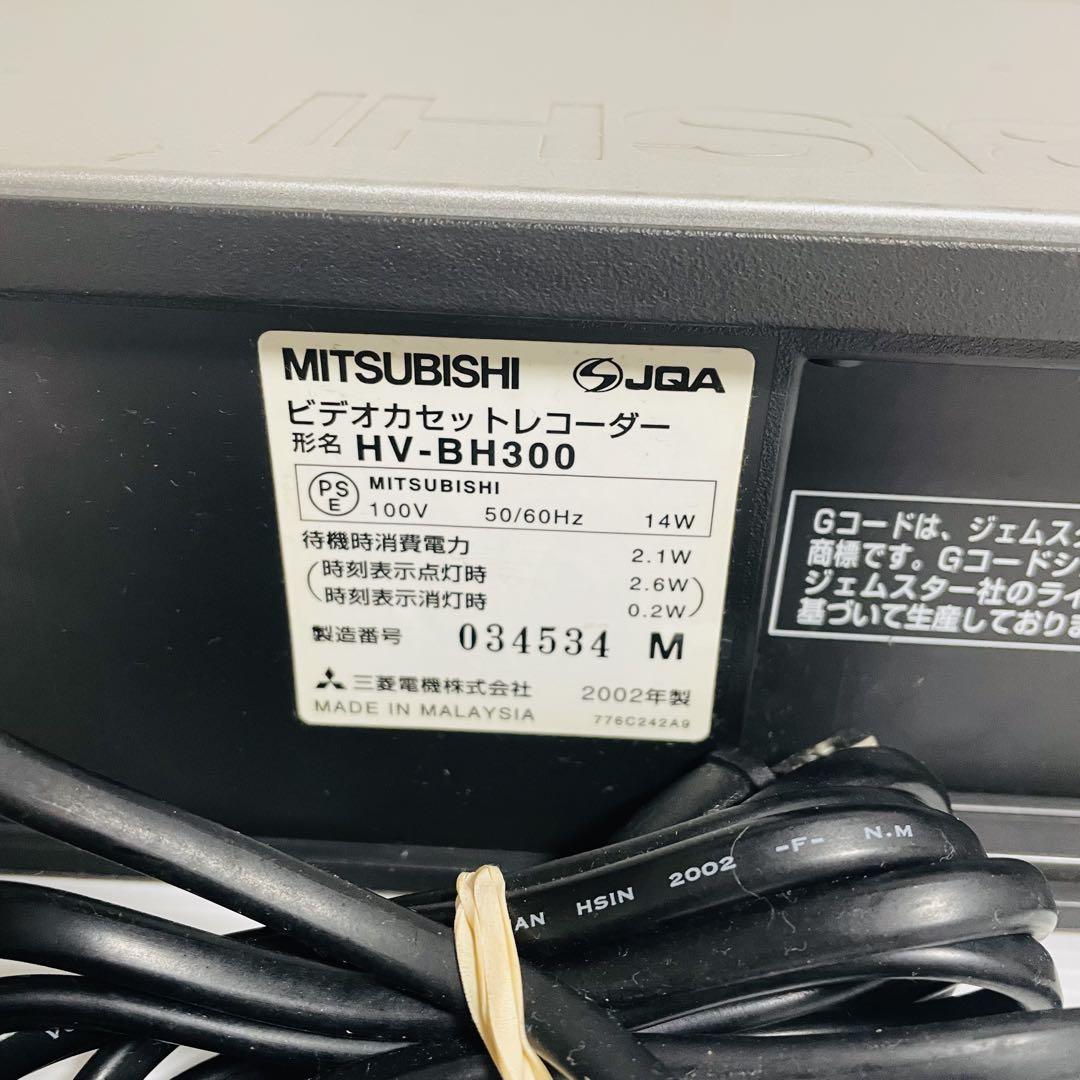 MITSUBISHI JQA
ビデオカセットレコーダー
形名 HV-BH300
PSE MITSUBISHI
100V 50/60Hz 14W
待機時消費電力 2.1W
(時刻表示点灯時 2.6W)
(時刻表示消灯時 0.2W)
製造番号 034534 M
三菱電機株式会社 2002年製
MADE IN MALAYSIA 776C242A9
Gコードは、ジェムスタ
商標です。Gコードシ
ジェムスター社のライ
基づいて生産しておりま
AN HSIN 2002 -F- N.M